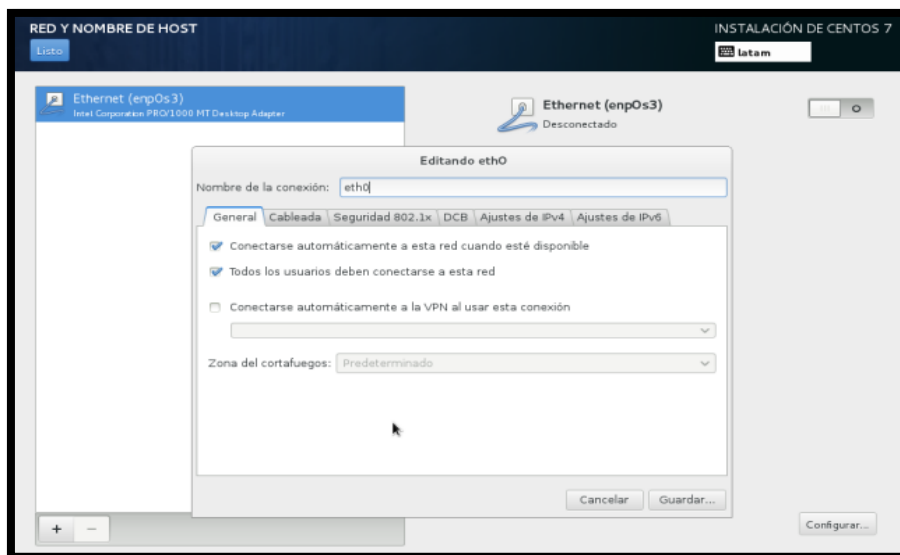 RED Y NOMBRE DE HOST
INSTALACIÓN DE CENTOS 7
Listo
latam
Ethernet (enp0s3)
Intel Corporation PRO/1000 MT Desktop Adapter
Ethernet (enp0s3)
Desconectado
Editando eth0
Nombre de la conexión: eth0
General Cableada Seguridad 802.1x DCB Ajustes de IPv4 Ajustes de IPv6
Conectarse automáticamente a esta red cuando esté disponible
Todos los usuarios deben conectarse a esta red
Conectarse automáticamente a la VPN al usar esta conexión
Zona del cortafuegos: Predeterminado
Cancelar Guardar...
+ −
Configurar...